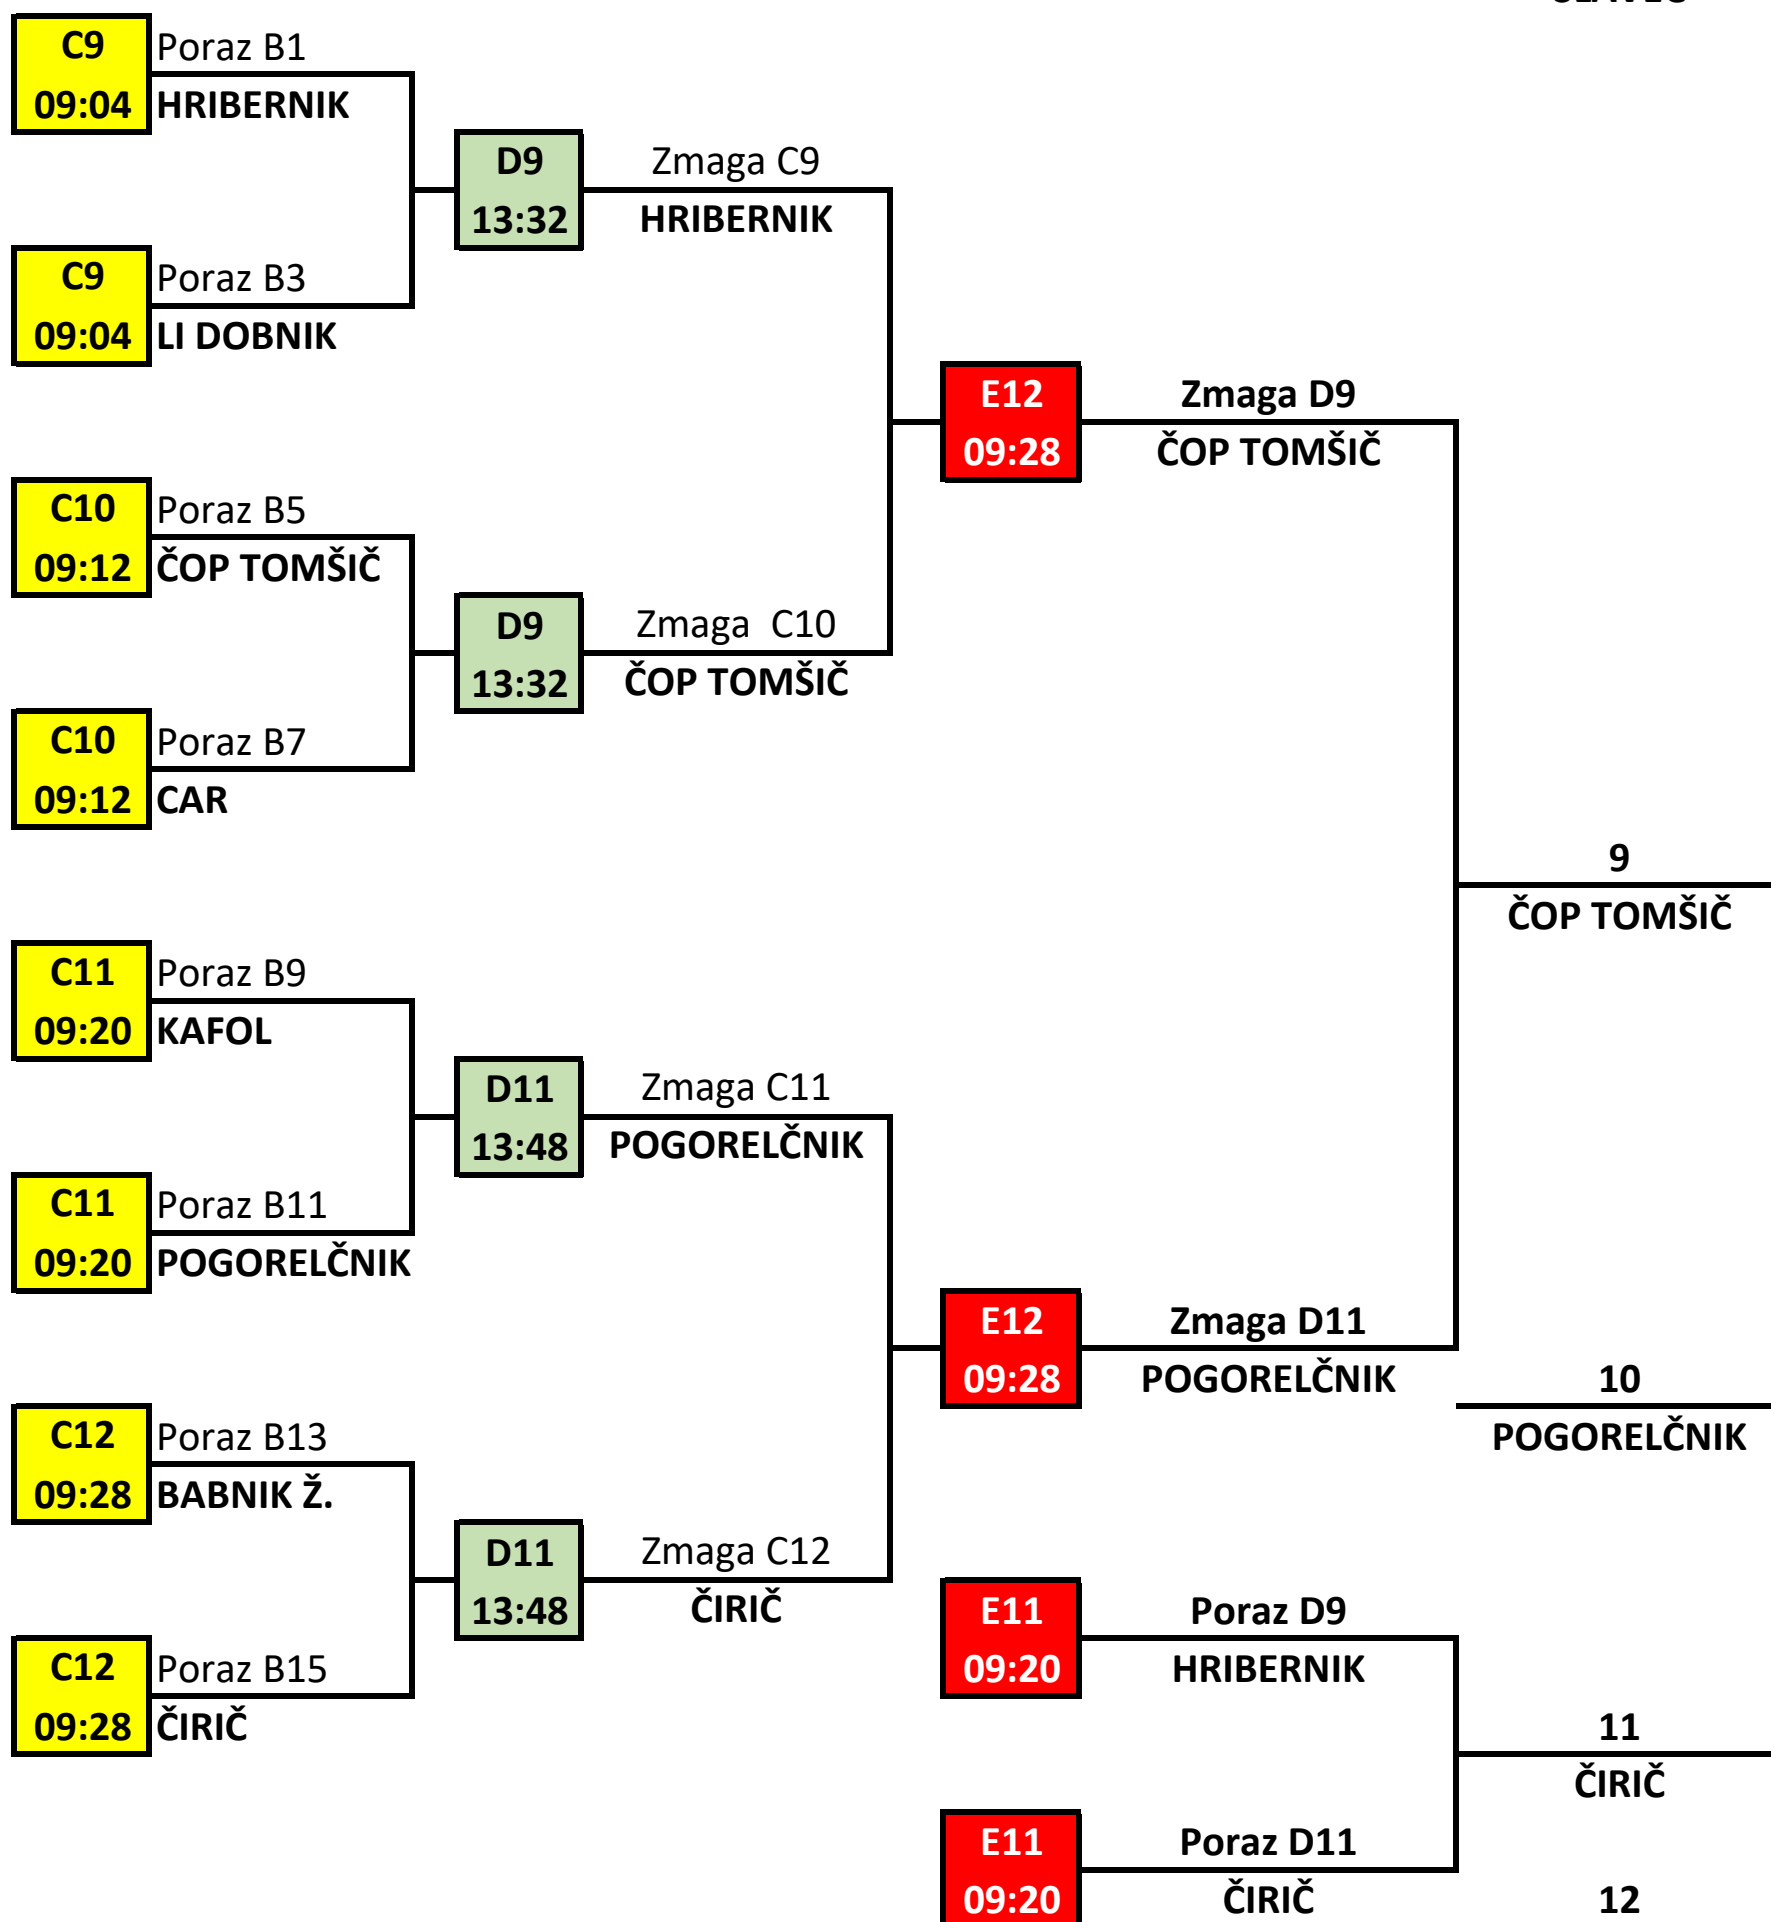 C9
Poraz B1
09:04
HRIBERNIK
D9
Zmaga C9
13:32
HRIBERNIK
C9
Poraz B3
09:04
LI DOBNIK
E12
Zmaga D9
09:28
ČOP TOMŠIČ
C10
Poraz B5
09:12
ČOP TOMŠIČ
D9
Zmaga  C10
13:32
ČOP TOMŠIČ
C10
Poraz B7
09:12
CAR
9
ČOP TOMŠIČ
C11
Poraz B9
09:20
KAFOL
D11
Zmaga C11
13:48
POGORELČNIK
C11
Poraz B11
09:20
POGORELČNIK
E12
Zmaga D11
09:28
POGORELČNIK
10
POGORELČNIK
C12
Poraz B13
09:28
BABNIK Ž.
D11
Zmaga C12
13:48
ČIRIČ
E11
Poraz D9
09:20
HRIBERNIK
C12
Poraz B15
09:28
ČIRIČ
11
ČIRIČ
E11
Poraz D11
09:20
ČIRIČ
12